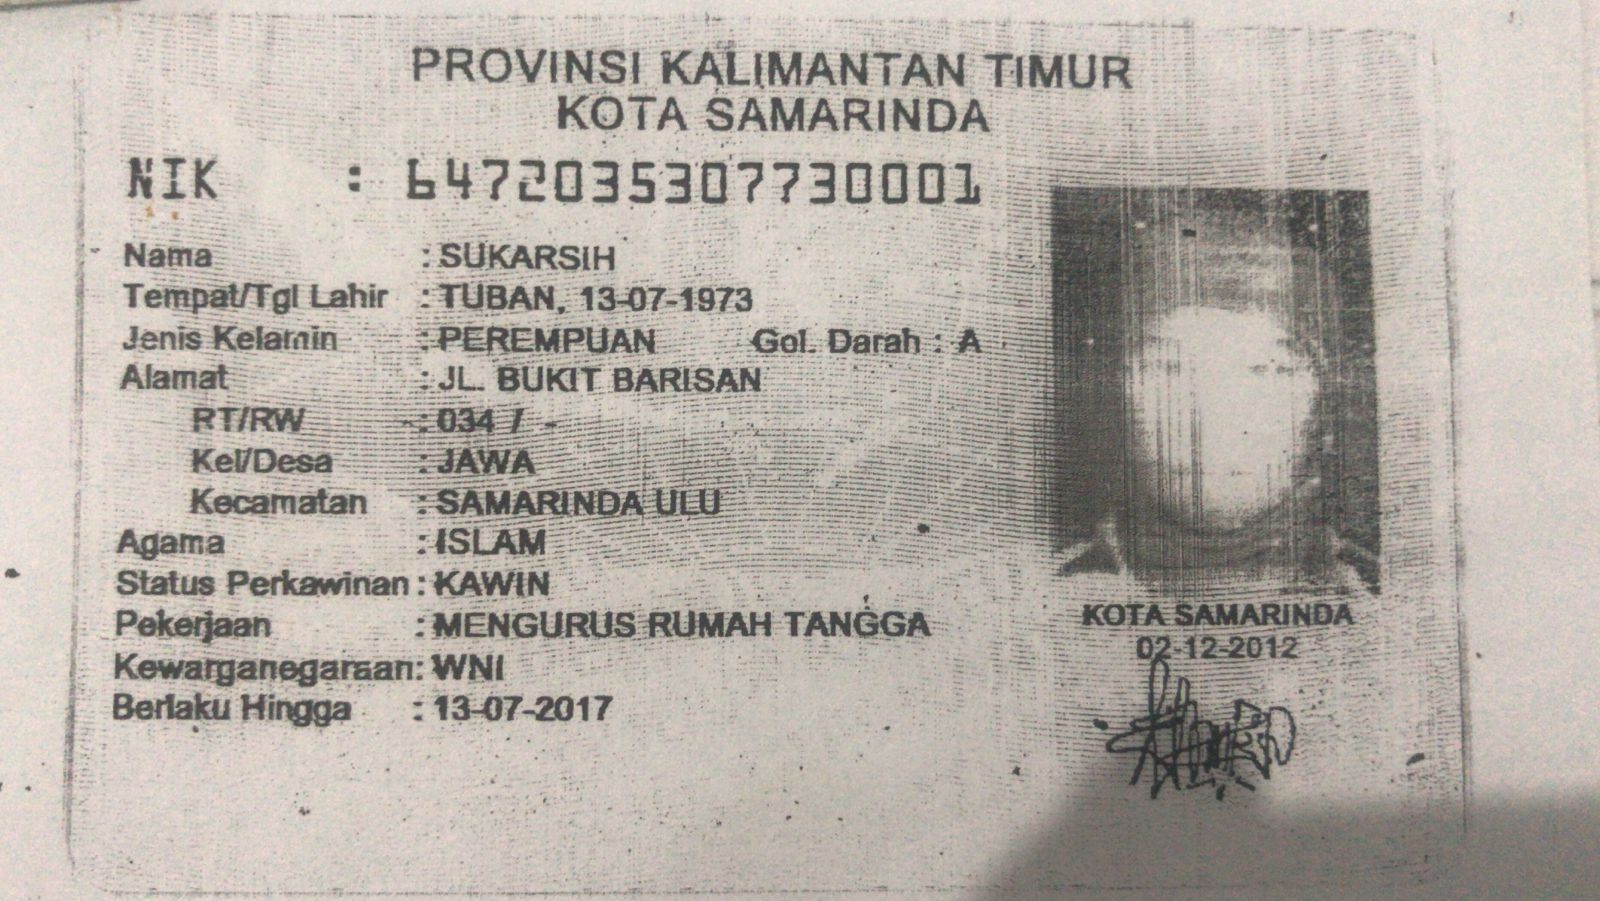 PROVINSI KALIMANTAN TIMUR
KOTA SAMARINDA
NIK : 6472035307730001
Nama : SUKARSIH
Tempat/Tgl Lahir : TUBAN, 13-07-1973
Jenis Kelamin : PEREMPUAN Gol. Darah : A
Alamat : JL. BUKIT BARISAN
RT/RW : 034 / -
Kel/Desa : JAWA
Kecamatan : SAMARINDA ULU
Agama : ISLAM
Status Perkawinan : KAWIN
Pekerjaan : MENGURUS RUMAH TANGGA
Kewarganegaraan: WNI
Berlaku Hingga : 13-07-2017
KOTA SAMARINDA
02-12-2012